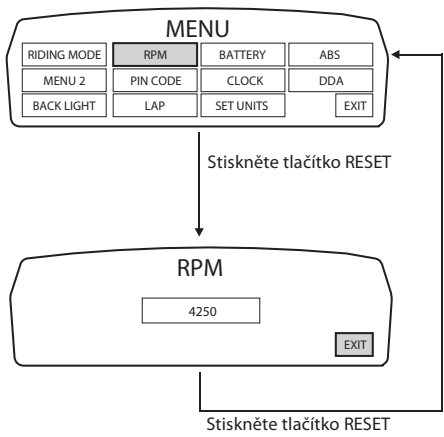 MENU
RIDING MODE RPM BATTERY ABS
MENU 2 PIN CODE CLOCK DDA
BACK LIGHT LAP SET UNITS EXIT
Stiskněte tlačítko RESET
RPM
4250
EXIT
Stiskněte tlačítko RESET